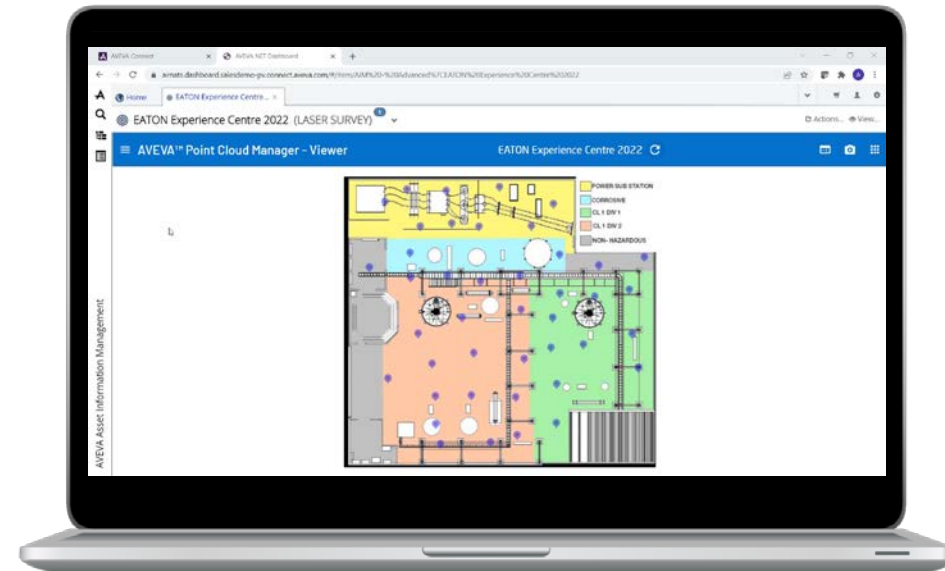 AVEVA Connect
AVEVA NET Dashboard
Home
EATON Experience Centre...
EATON Experience Centre 2022 (LASER SURVEY)
Actions...
View...
AVEVA™ Point Cloud Manager - Viewer
EATON Experience Centre 2022
POWER SUB STATION
CORROSIVE
CL 1 DIV 1
CL 1 DIV 2
NON- HAZARDOUS
AVEVA Asset Information Management